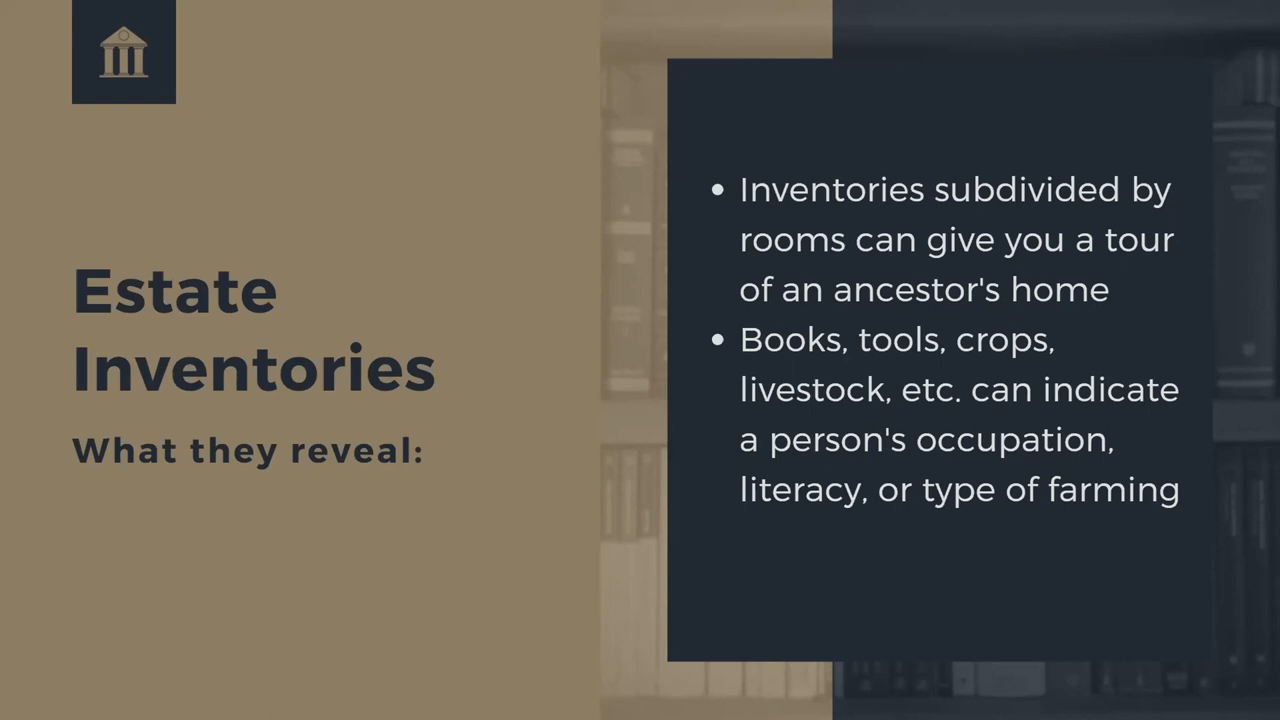 Estate
Inventories
What they reveal:
• Inventories subdivided by
rooms can give you a tour
of an ancestor's home
• Books, tools, crops,
livestock, etc. can indicate
a person's occupation,
literacy, or type of farming